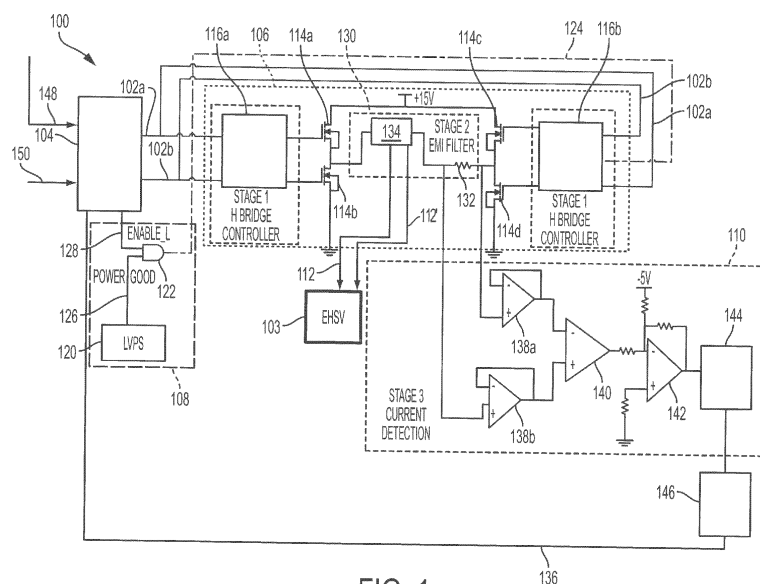 100
116a
114a
130
114c
124
116b
106
102b
102a
148
104
102a
+15V
150
102b
134
STAGE 2
EMI FILTER
132
STAGE 1
H BRIDGE
CONTROLLER
114b
112'
114d
STAGE 1
H BRIDGE
CONTROLLER
110
128
ENABLE_L
122
POWER GOOD
126
112
103
EHSV
120
LVPS
108
-
+
138a
-
+
138b
-
+
140
-5V
-
+
142
144
STAGE 3
CURRENT
DETECTION
146
136